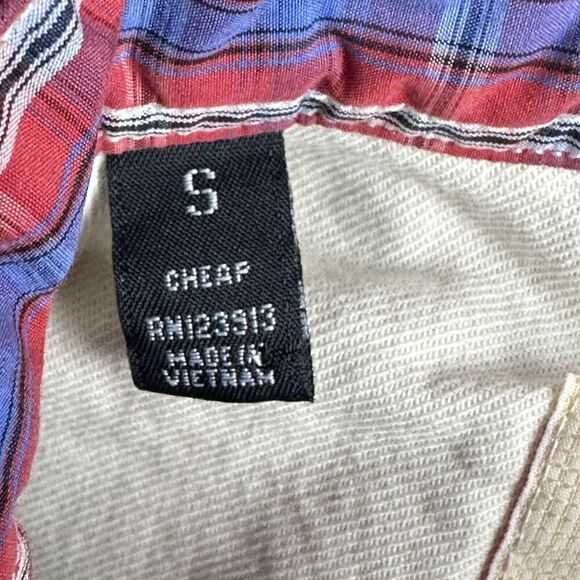 S
CHEAP
RN123913
MADE IN
VIETNAM